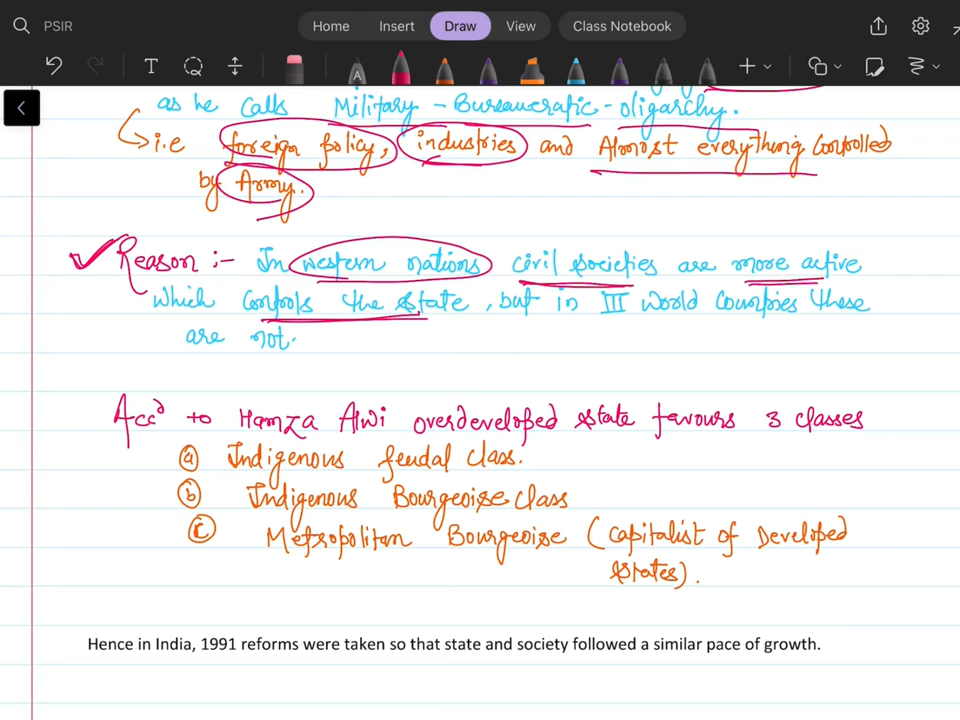 PSIR
Home Insert Draw View Class Notebook
T
A
as he calls Military - Bureaucratic - oligarchy.
i.e foreign policy, industries and Almost everything Controlled
by Army.
Reason :- In western nations civil societies are more active
which controls the state, but in III World Countries these
are not.
Accd to Hamza Alwi overdeveloped state favours 3 classes
a Indigenous feudal class.
b Indigenous Bourgeoise class
c Metropolitan Bourgeoise (Capitalist of Developed
states).
Hence in India, 1991 reforms were taken so that state and society followed a similar pace of growth.